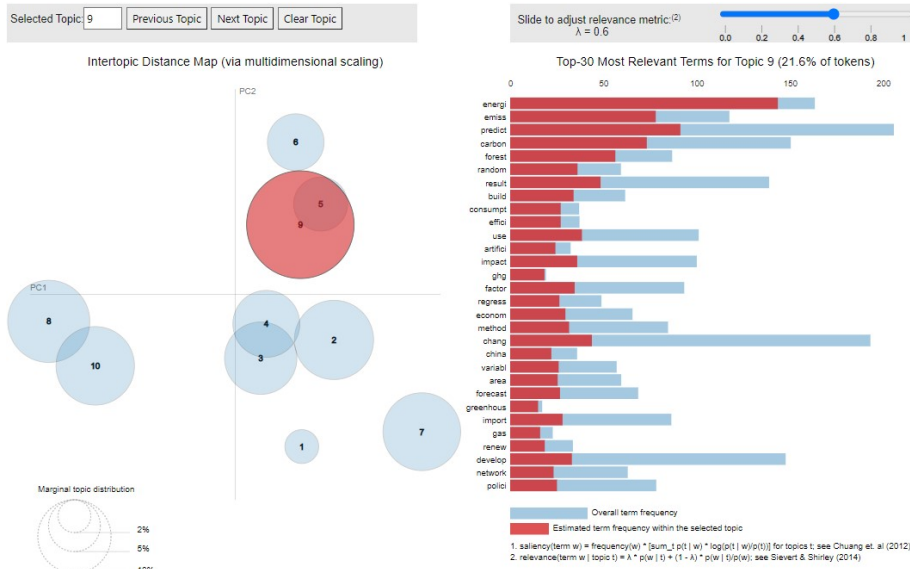 Selected Topic: 9 Previous Topic Next Topic Clear Topic
Slide to adjust relevance metric:(2)
λ = 0.6
0.0 0.2 0.4 0.6 0.8 1
Intertopic Distance Map (via multidimensional scaling)
PC2
PC1
6
5
9
8
4
2
3
10
7
1
Marginal topic distribution
2%
5%
Top-30 Most Relevant Terms for Topic 9 (21.6% of tokens)
0 50 100 150 200
energi
emiss
predict
carbon
forest
random
result
build
consumpt
effici
use
artifici
impact
ghg
factor
regress
econom
method
chang
china
variabl
area
forecast
greenhous
import
gas
renew
develop
network
polici
Overall term frequency
Estimated term frequency within the selected topic
1. saliency(term w) = frequency(w) * [sum_t p(t | w) * log(p(t | w)/p(t))] for topics t; see Chuang et. al (2012)
2. relevance(term w | topic t) = λ * p(w | t) + (1 - λ) * p(w | t)/p(w); see Sievert & Shirley (2014)